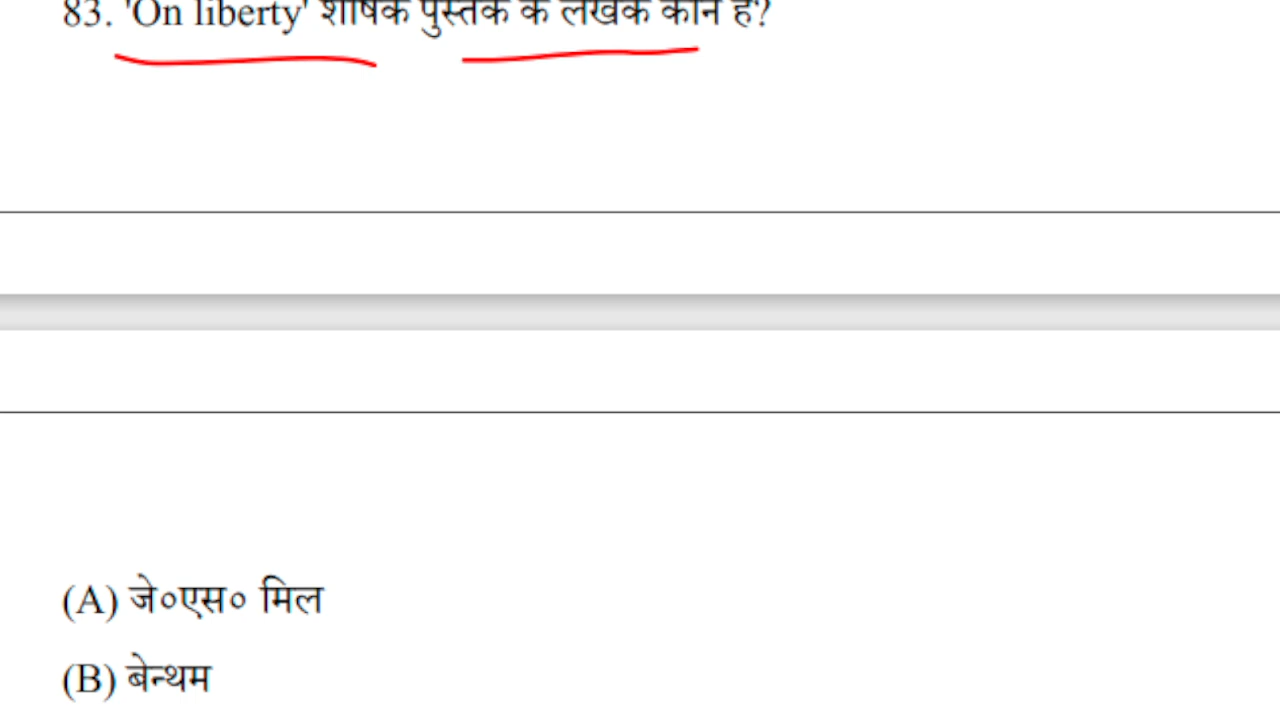 83. 'On liberty' शीर्षक पुस्तक के लेखक कौन हैं?
(A) जे०एस० मिल
(B) बेन्थम